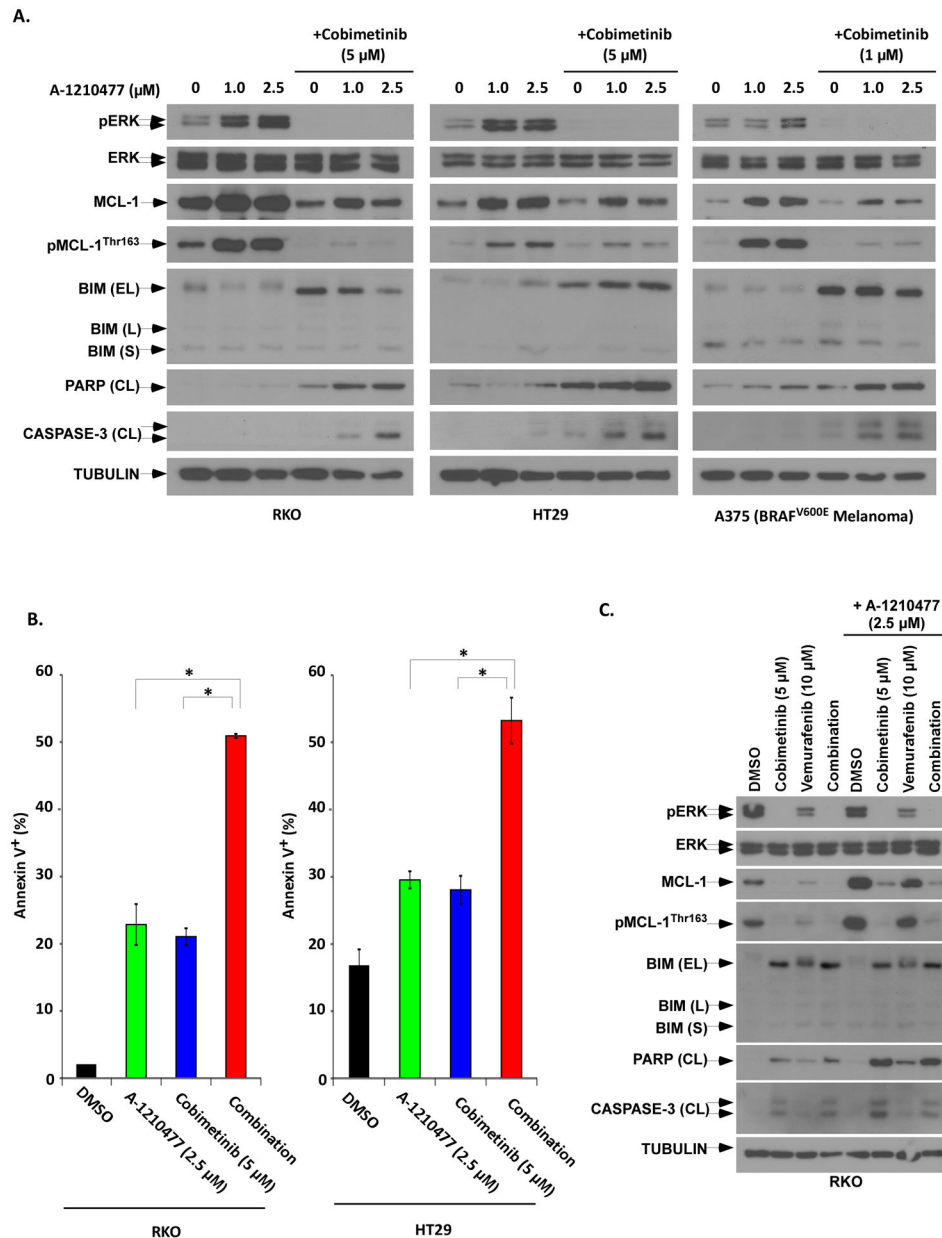 A.
+Cobimetinib
(5 µM)
+Cobimetinib
(5 µM)
+Cobimetinib
(1 µM)
A-1210477 (µM) 0 1.0 2.5 0 1.0 2.5 0 1.0 2.5 0 1.0 2.5 0 1.0 2.5 0 1.0 2.5
pERK
ERK
MCL-1
pMCL-1Thr163
BIM (EL)
BIM (L)
BIM (S)
PARP (CL)
CASPASE-3 (CL)
TUBULIN
RKO HT29 A375 (BRAFV600E Melanoma)
B.
Annexin V+ (%)
60
50
40
30
20
10
0
* *
DMSO
A-1210477 (2.5 µM)
Cobimetinib (5 µM)
Combination
RKO
Annexin V+ (%)
60
50
40
30
20
10
0
* *
DMSO
A-1210477 (2.5 µM)
Cobimetinib (5 µM)
Combination
HT29
C.
+ A-1210477
(2.5 µM)
DMSO
Cobimetinib (5 µM)
Vemurafenib (10 µM)
Combination
DMSO
Cobimetinib (5 µM)
Vemurafenib (10 µM)
Combination
pERK
ERK
MCL-1
pMCL-1Thr163
BIM (EL)
BIM (L)
BIM (S)
PARP (CL)
CASPASE-3 (CL)
TUBULIN
RKO